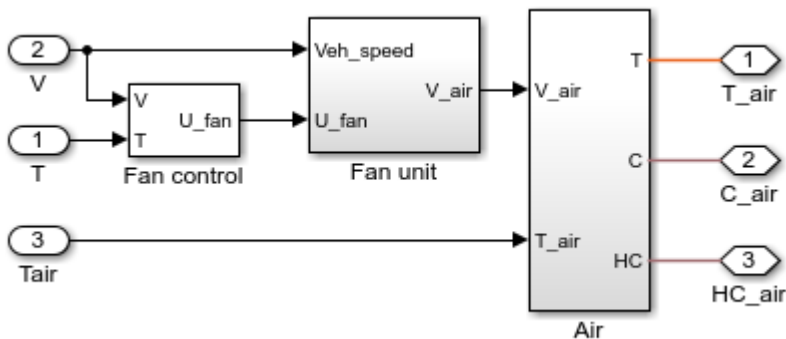 2
V
1
T
3
Tair
V
T
U_fan
Fan control
Veh_speed
U_fan
V_air
Fan unit
V_air
T_air
T
C
HC
Air
1
T_air
2
C_air
3
HC_air